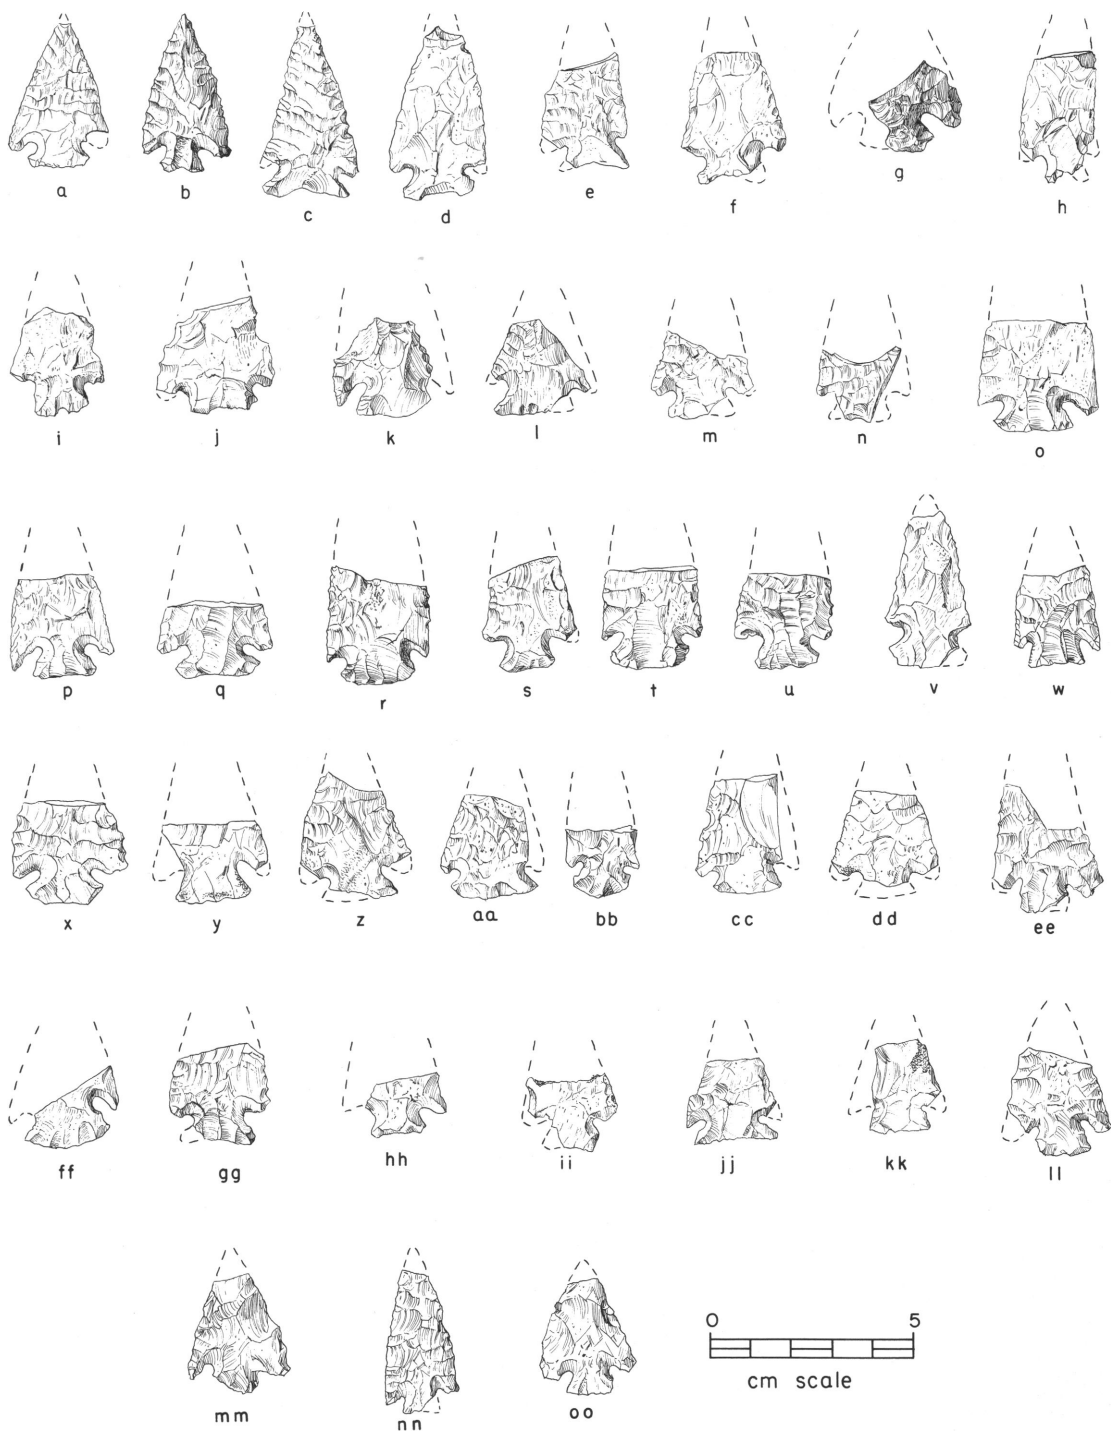 a b c d e f g h
i j k l m n o
p q r s t u v w
x y z aa bb cc dd ee
ff gg hh ii jj kk ll
mm nn oo
0 5
cm scale